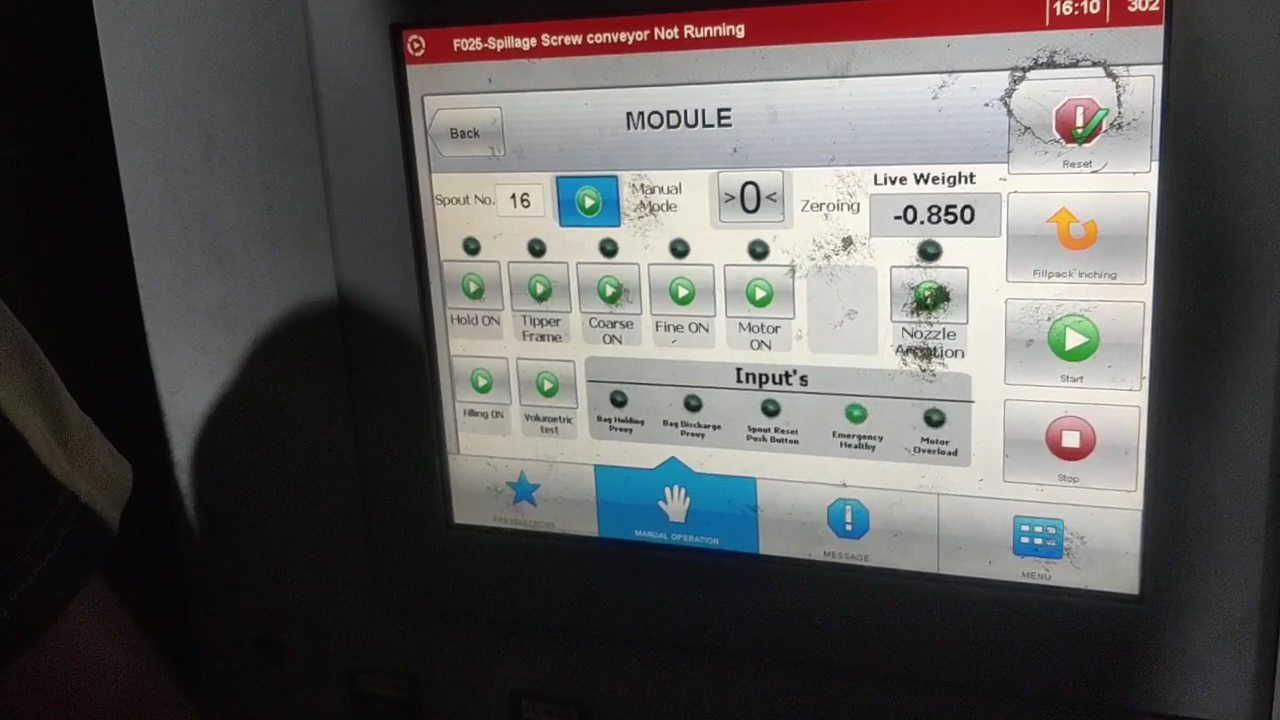 F025-Spillage Screw conveyor Not Running
16:10
302
Back
MODULE
Reset
Spout No.
16
Manual
Mode
>0<
Zeroing
Live Weight
-0.850
Fillpack Inching
Hold ON
Tipper
Frame
Coarse
ON
Fine ON
Motor
ON
Nozzle
Start
Filling ON
Volumetric
test
Input's
Bag Holding
Proxy
Bag Discharge
Proxy
Spout Reset
Push Button
Emergency
Healthy
Motor
Overload
Stop
MANUAL OPERATION
MESSAGE
MENU